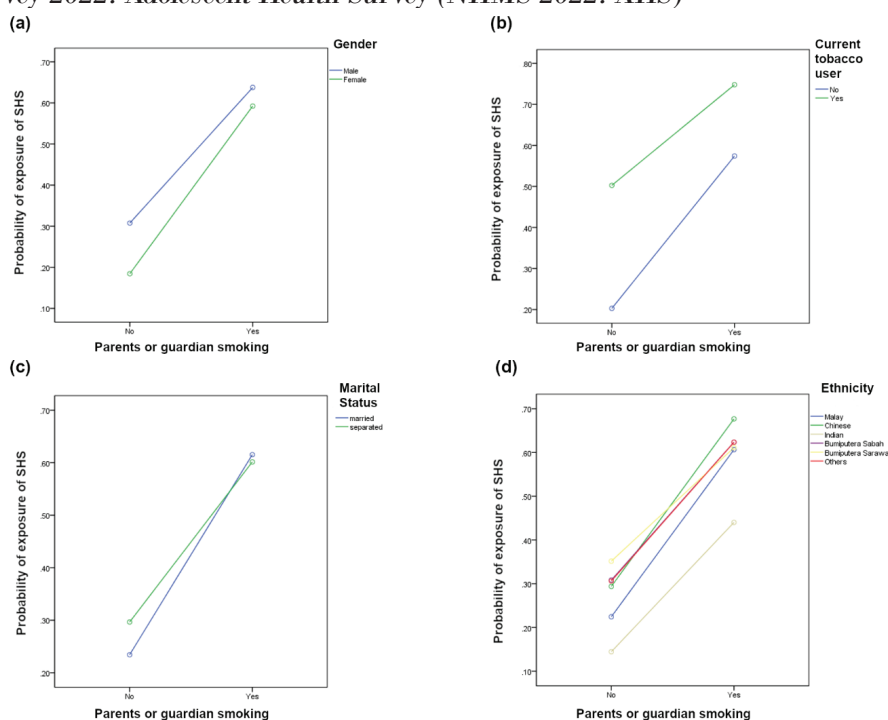 vey 2022: Adolescent Health Survey (NHMS 2022: AHS)
(a)
Gender
Male
Female
.70
.60
.50
.40
.30
.20
.10
Probability of exposure of SHS
No Yes
Parents or guardian smoking
(b)
Current
tobacco
user
No
Yes
.80
.70
.60
.50
.40
.30
.20
Probability of exposure of SHS
No Yes
Parents or guardian smoking
(c)
Marital
Status
married
separated
.70
.60
.50
.40
.30
.20
Probability of exposure of SHS
No Yes
Parents or guardian smoking
(d)
Ethnicity
Malay
Chinese
Indian
Bumiputera Sabah
Bumiputera Sarawa
Others
.70
.60
.50
.40
.30
.20
.10
Probability of exposure of SHS
No Yes
Parents or guardian smoking